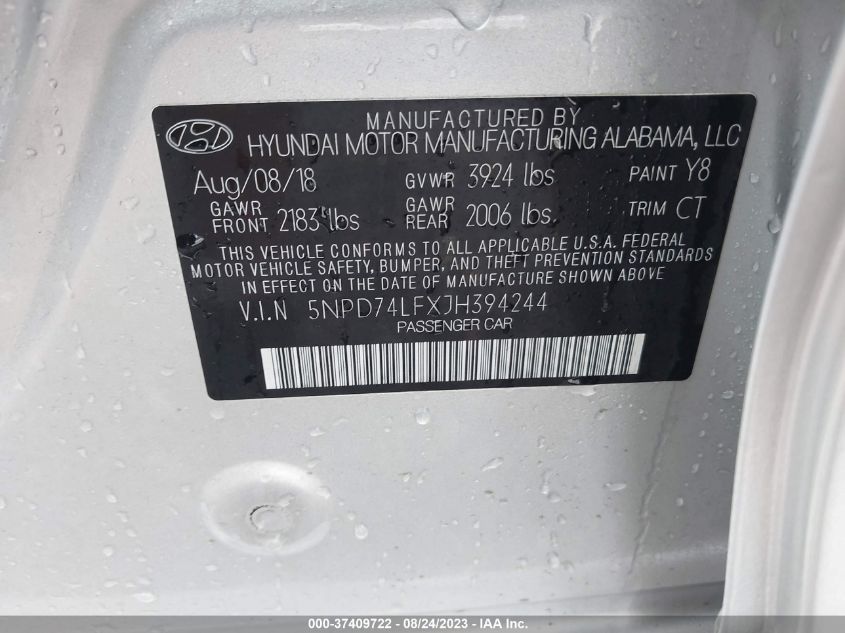 MANUFACTURED BY
HYUNDAI MOTOR MANUFACTURING ALABAMA, LLC
Aug/08/18 GVWR 3924 lbs PAINT Y8
GAWR FRONT 2183 lbs GAWR REAR 2006 lbs. TRIM CT
THIS VEHICLE CONFORMS TO ALL APPLICABLE U.S.A. FEDERAL
MOTOR VEHICLE SAFETY, BUMPER, AND THEFT PREVENTION STANDARDS
IN EFFECT ON THE DATE OF MANUFACTURE SHOWN ABOVE
V.I.N 5NPD74LFXJH394244
PASSENGER CAR
000-37409722 - 08/24/2023 - IAA Inc.